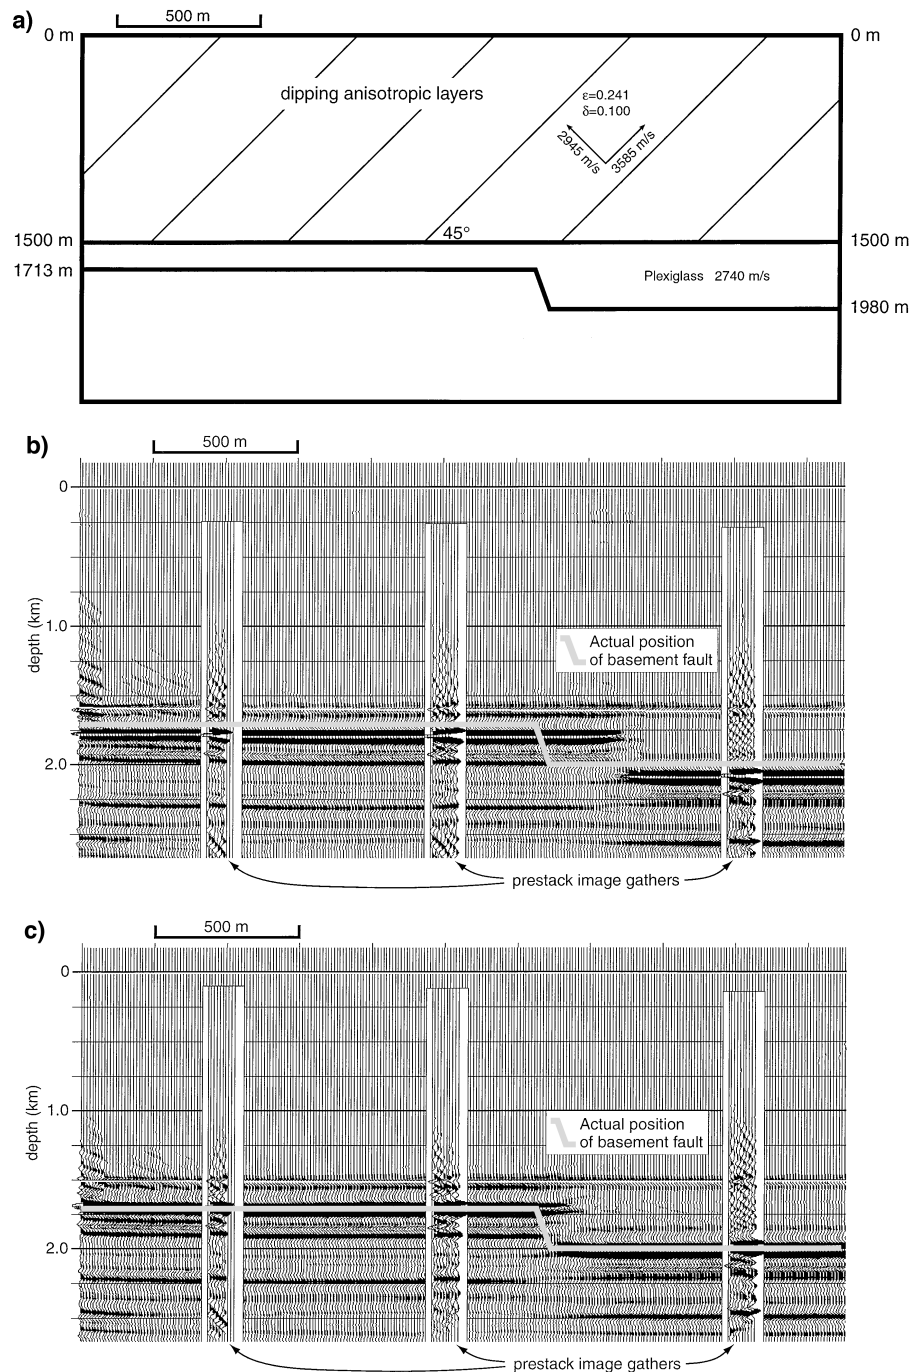 a)
500 m
0 m
0 m
dipping anisotropic layers
ε=0.241
δ=0.100
2945 m/s
3585 m/s
45°
1500 m
1500 m
1713 m
Plexiglass 2740 m/s
1980 m
b)
500 m
0
1.0
depth (km)
Actual position
of basement fault
2.0
prestack image gathers
c)
500 m
0
1.0
depth (km)
Actual position
of basement fault
2.0
prestack image gathers